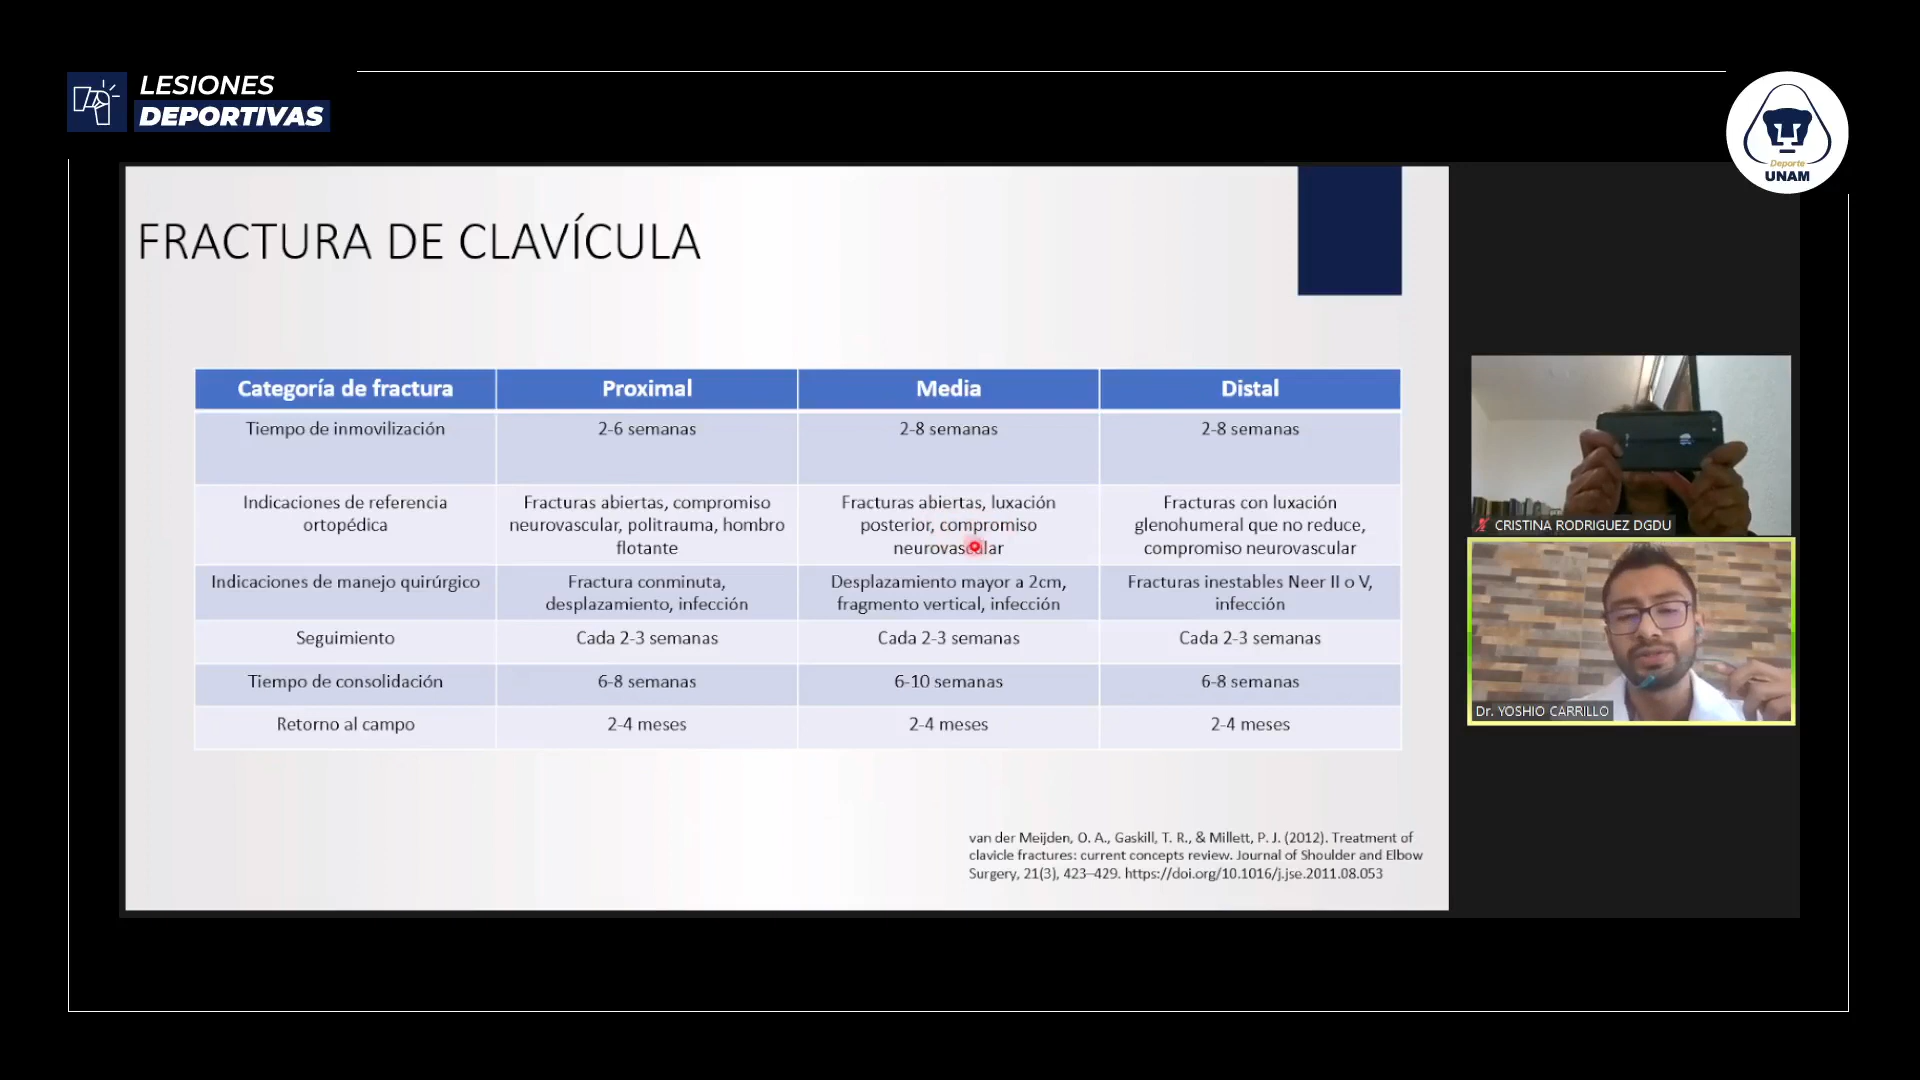 LESIONES
DEPORTIVAS
Deporte
UNAM
FRACTURA DE CLAVÍCULA
Categoría de fractura
Proximal
Media
Distal
Tiempo de inmovilización
2-6 semanas
2-8 semanas
2-8 semanas
Indicaciones de referencia
ortopédica
Fracturas abiertas, compromiso
neurovascular, politrauma, hombro
flotante
Fracturas abiertas, luxación
posterior, compromiso
neurovascular
Fracturas con luxación
glenohumeral que no reduce,
compromiso neurovascular
Indicaciones de manejo quirúrgico
Fractura conminuta,
desplazamiento, infección
Desplazamiento mayor a 2cm,
fragmento vertical, infección
Fracturas inestables Neer II o V,
infección
Seguimiento
Cada 2-3 semanas
Cada 2-3 semanas
Cada 2-3 semanas
Tiempo de consolidación
6-8 semanas
6-10 semanas
6-8 semanas
Retorno al campo
2-4 meses
2-4 meses
2-4 meses
van der Meijden, O. A., Gaskill, T. R., & Millett, P. J. (2012). Treatment of
clavicle fractures: current concepts review. Journal of Shoulder and Elbow
Surgery, 21(3), 423–429. https://doi.org/10.1016/j.jse.2011.08.053
CRISTINA RODRIGUEZ DGDU
Dr. YOSHIO CARRILLO